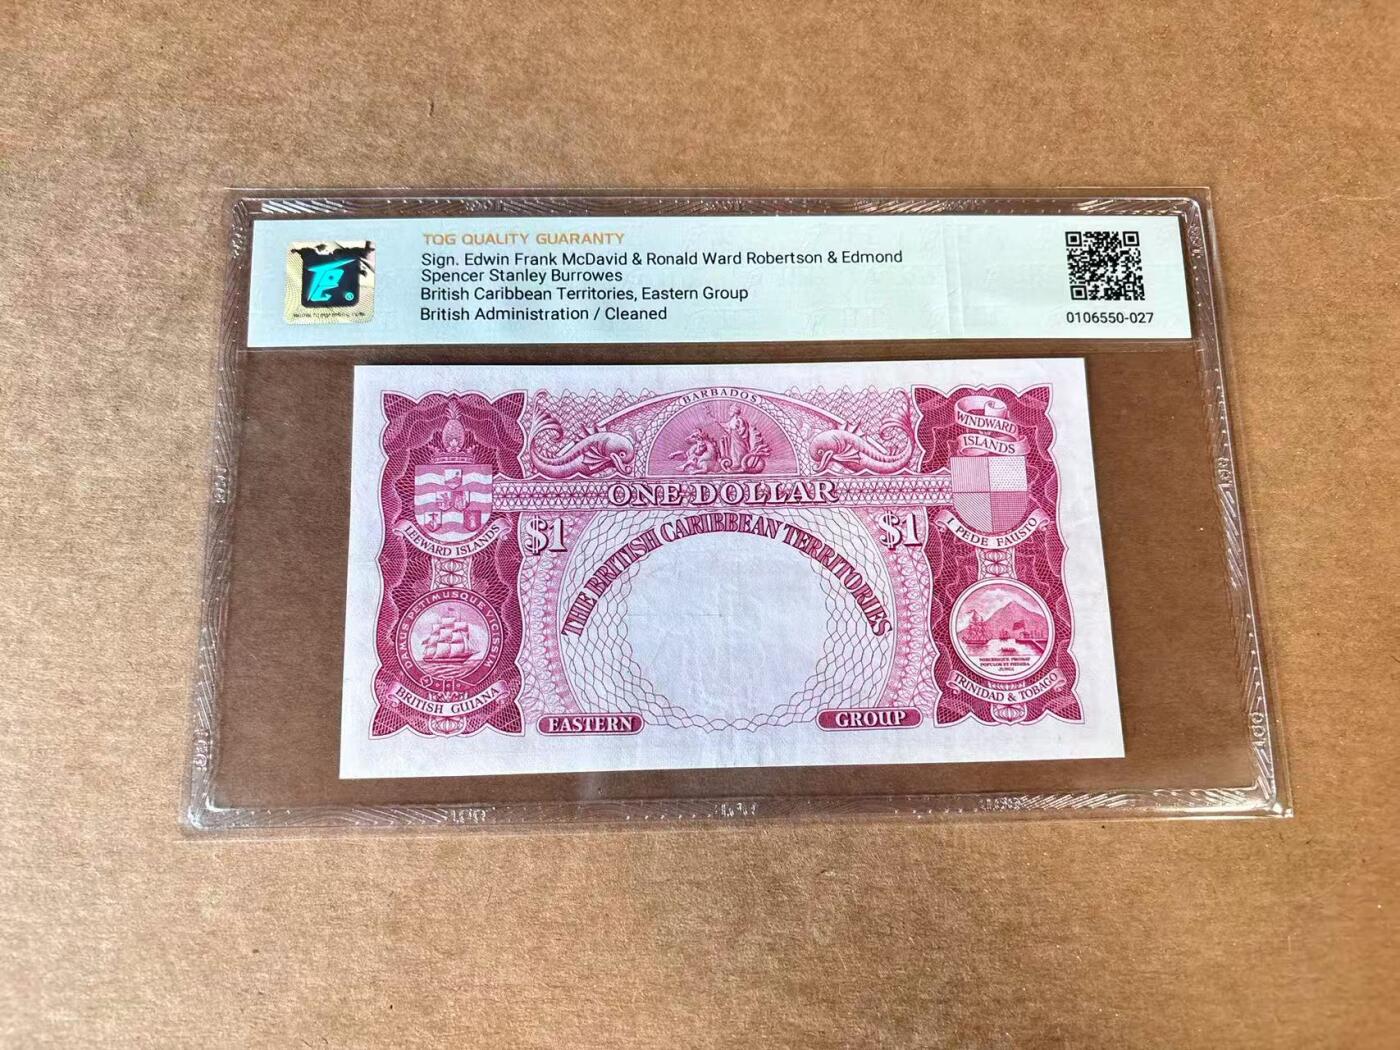 TQG QUALITY GUARANTY
Sign. Edwin Frank McDavid & Ronald Ward Robertson & Edmond
Spencer Stanley Burrowes
British Caribbean Territories, Eastern Group
British Administration / Cleaned
0106550-027
BARBADOS
WINDWARD
ISLANDS
ONE DOLLAR
$1
$1
THE BRITISH CARIBBEAN TERRITORIES
LEEWARD ISLANDS
I PEDE FAUSTO
DAMUS PETIMUSQUE VICISSIM
BRITISH GUIANA
TRINIDAD & TOBAGO
EASTERN
GROUP